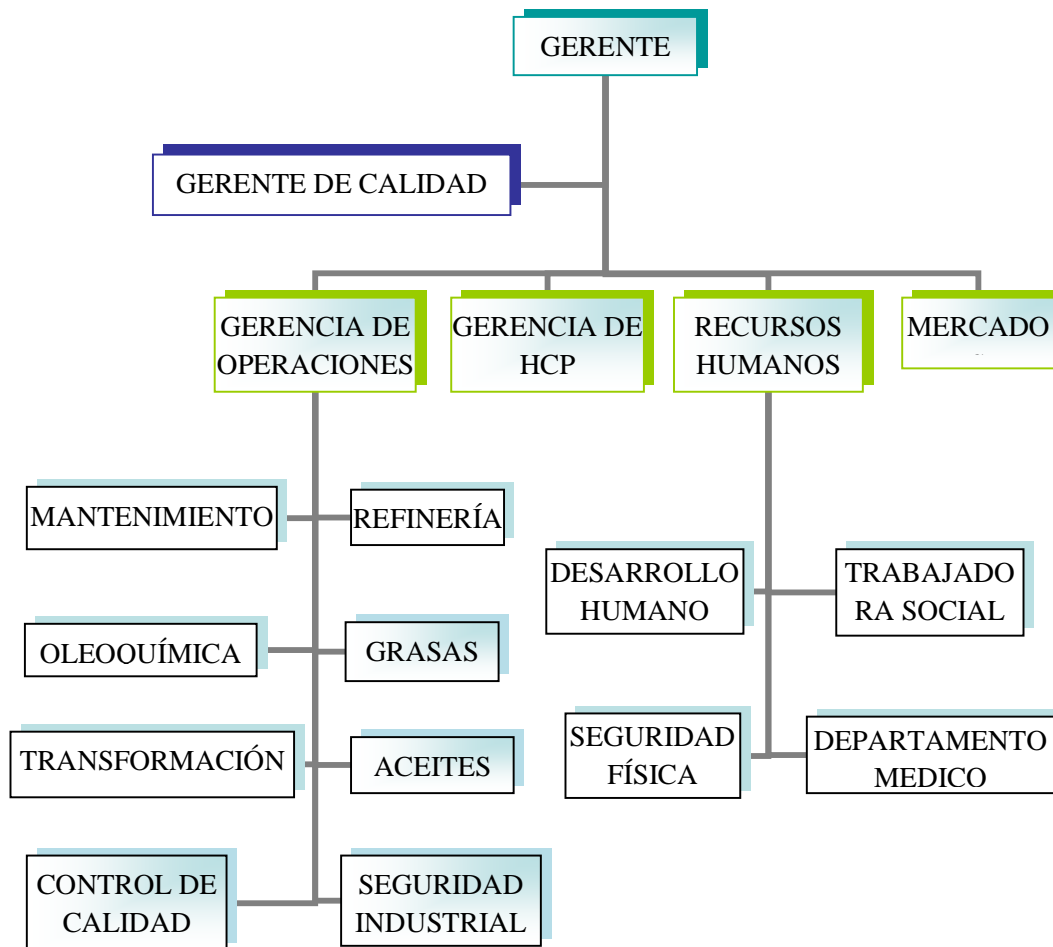 GERENTE
GERENTE DE CALIDAD
GERENCIA DE
OPERACIONES
GERENCIA DE
HCP
RECURSOS
HUMANOS
MERCADO
MANTENIMIENTO
REFINERÍA
DESARROLLO
HUMANO
TRABAJADO
RA SOCIAL
OLEOQUÍMICA
GRASAS
TRANSFORMACIÓN
ACEITES
SEGURIDAD
FÍSICA
DEPARTAMENTO
MEDICO
CONTROL DE
CALIDAD
SEGURIDAD
INDUSTRIAL